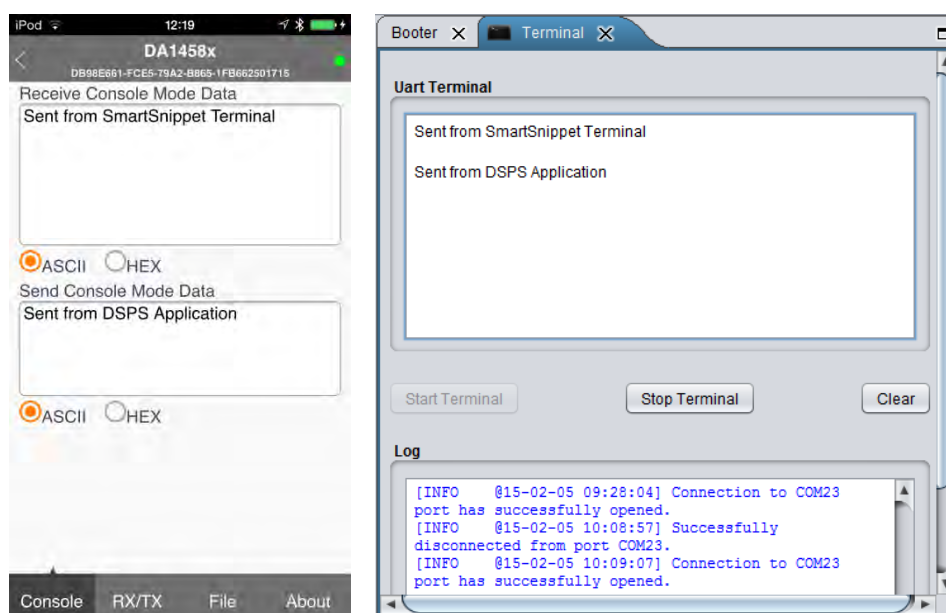 iPod 12:19
DA1458x
DB98E661-FCE5-79A2-B865-1FB662501715
Receive Console Mode Data
Sent from SmartSnippet Terminal
ASCII HEX
Send Console Mode Data
Sent from DSPS Application
ASCII HEX
Console RX/TX File About
Booter Terminal
Uart Terminal
Sent from SmartSnippet Terminal
Sent from DSPS Application
Start Terminal Stop Terminal Clear
Log
[INFO @15-02-05 09:28:04] Connection to COM23
port has successfully opened.
[INFO @15-02-05 10:08:57] Successfully
disconnected from port COM23.
[INFO @15-02-05 10:09:07] Connection to COM23
port has successfully opened.